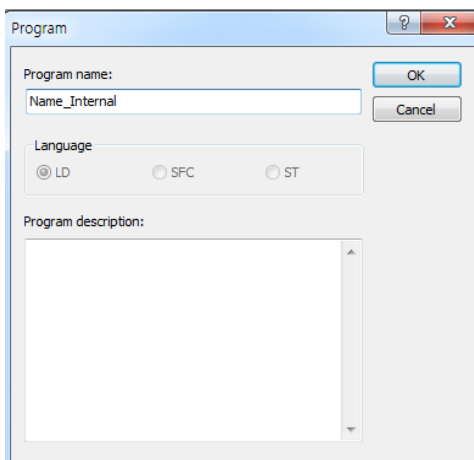 Program
?
X
Program name:
OK
Name_Internal
Cancel
Language
LD
SFC
ST
Program description: